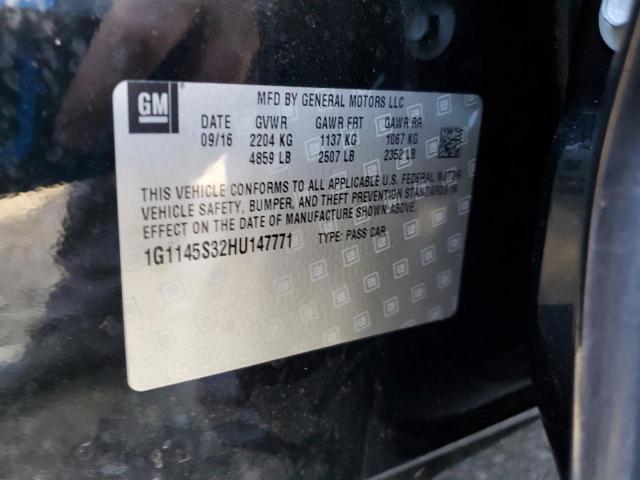 GM
MFD BY GENERAL MOTORS LLC
DATE GVWR GAWR FRT GAWR RR
09/16 2204 KG 1137 KG 1067 KG
4859 LB 2507 LB 2352 LB
THIS VEHICLE CONFORMS TO ALL APPLICABLE U.S. FEDERAL MOTOR
VEHICLE SAFETY, BUMPER, AND THEFT PREVENTION STANDARDS IN
EFFECT ON THE DATE OF MANUFACTURE SHOWN ABOVE.
1G1145S32HU147771 TYPE: PASS CAR